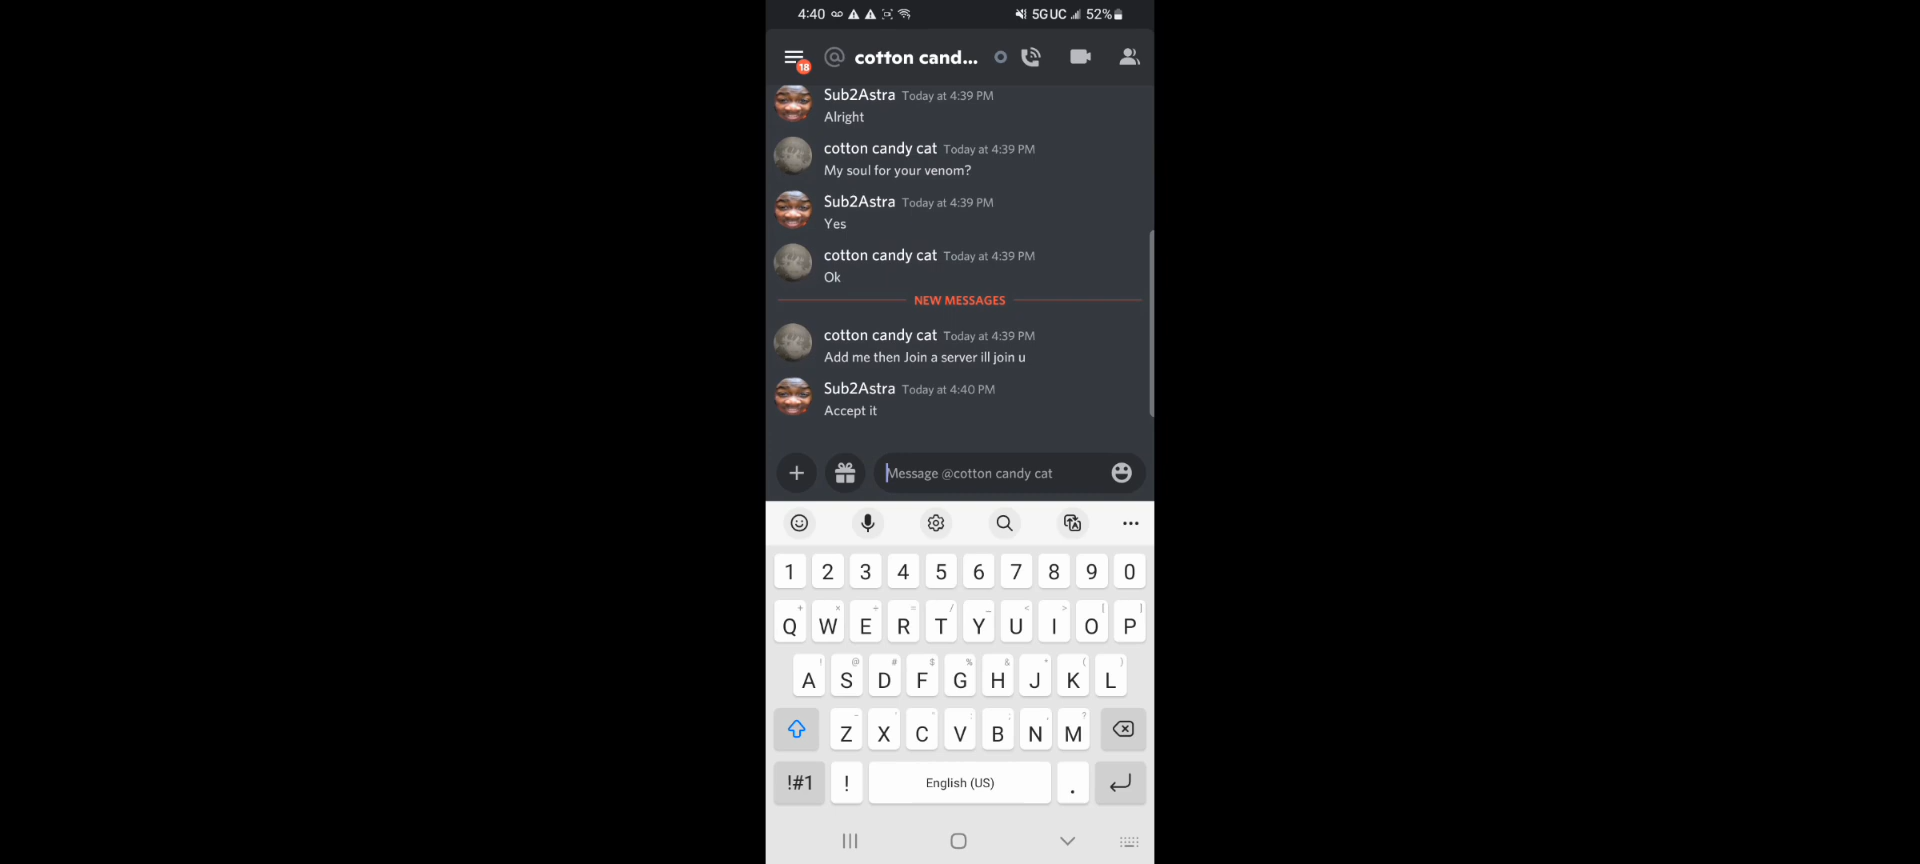 4:40 5GUC 52%
18 @ cotton cand...
Sub2Astra Today at 4:39 PM
Alright
cotton candy cat Today at 4:39 PM
My soul for your venom?
Sub2Astra Today at 4:39 PM
Yes
cotton candy cat Today at 4:39 PM
Ok
NEW MESSAGES
cotton candy cat Today at 4:39 PM
Add me then Join a server ill join u
Sub2Astra Today at 4:40 PM
Accept it
Message @cotton candy cat
1 2 3 4 5 6 7 8 9 0
Q W E R T Y U I O P
A S D F G H J K L
Z X C V B N M
!#1 ! English (US) .